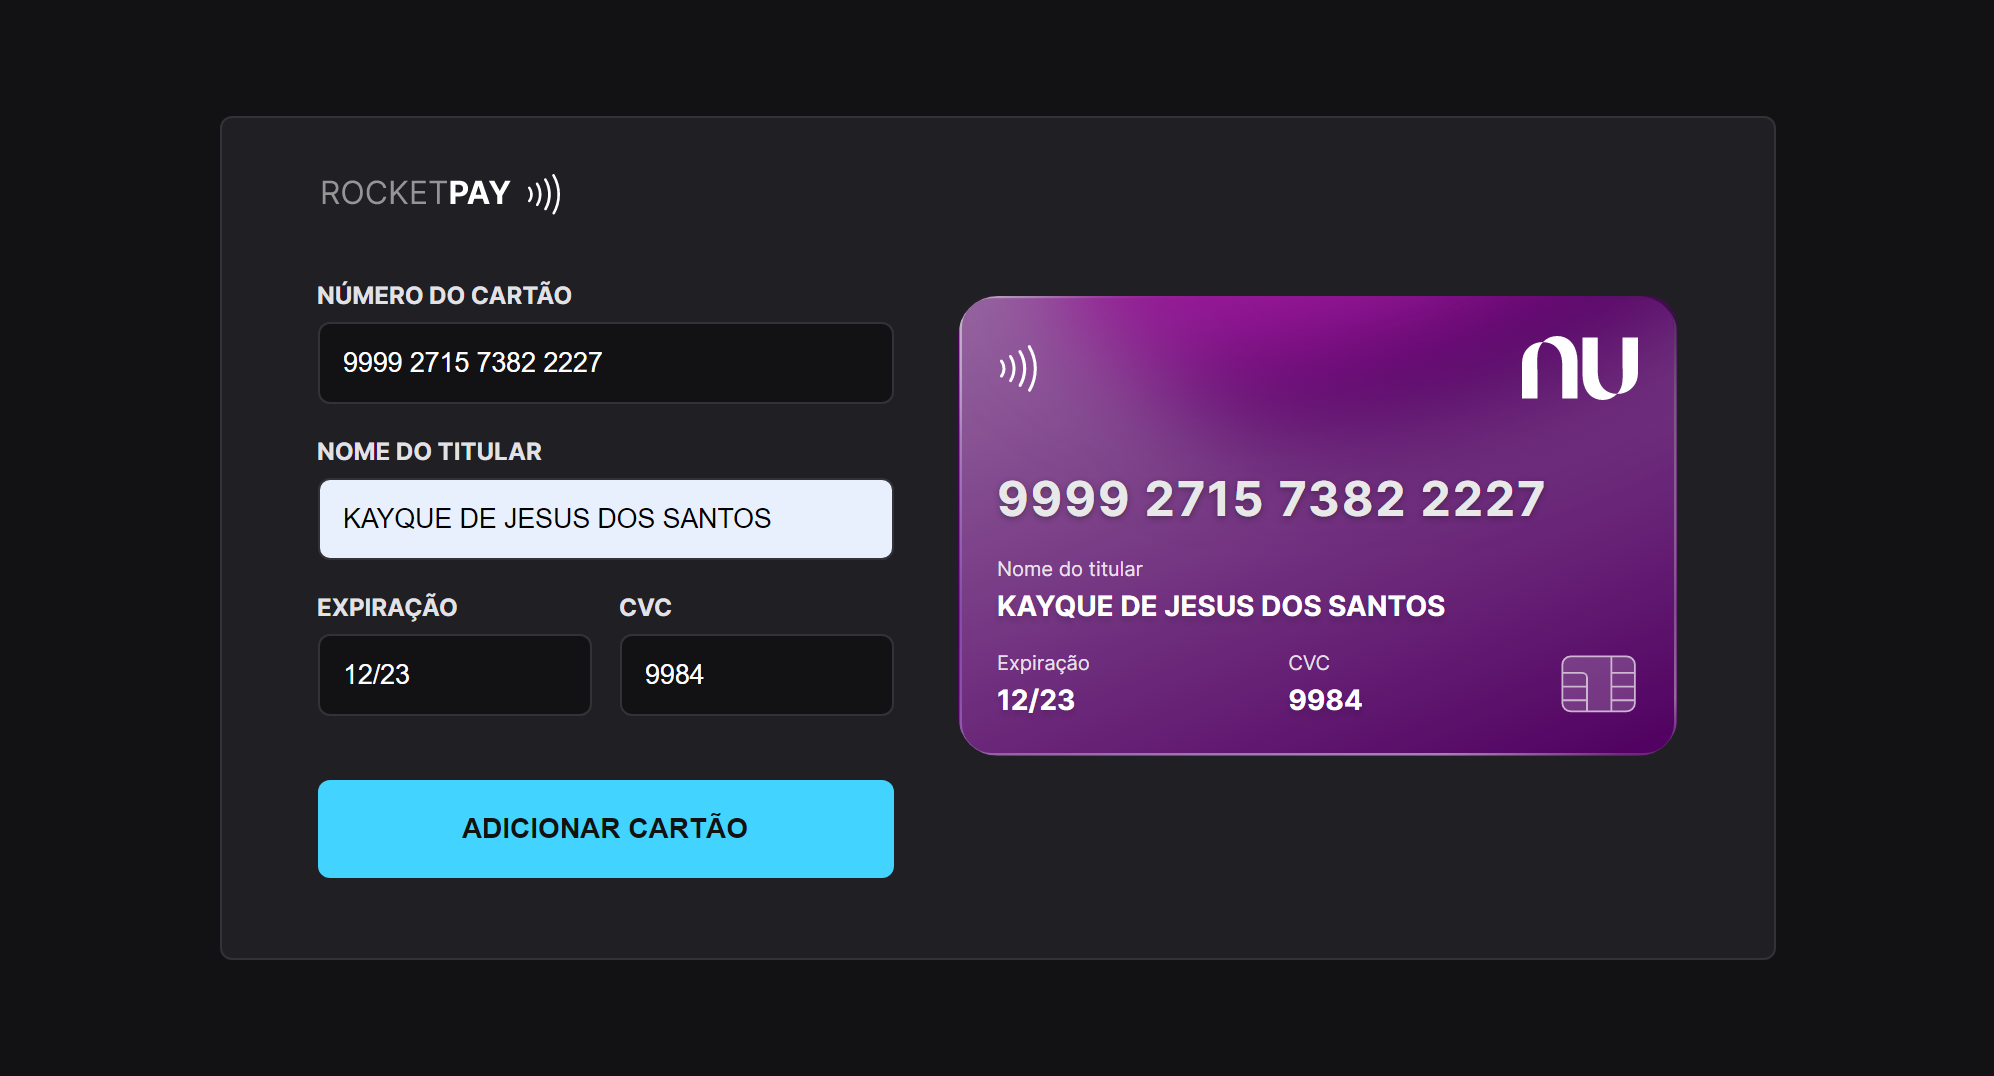 ROCKETPAY
NÚMERO DO CARTÃO
9999 2715 7382 2227
NOME DO TITULAR
KAYQUE DE JESUS DOS SANTOS
EXPIRAÇÃO
CVC
12/23
9984
ADICIONAR CARTÃO
nu
9999 2715 7382 2227
Nome do titular
KAYQUE DE JESUS DOS SANTOS
Expiração
CVC
12/23
9984